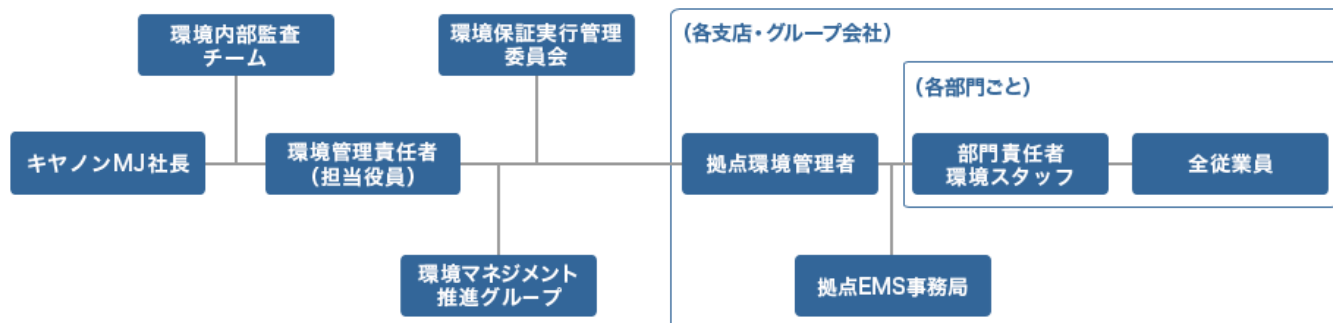 環境内部監査
チーム
環境保証実行管理
委員会
（各支店・グループ会社）
（各部門ごと）
キヤノンMJ社長
環境管理責任者
（担当役員）
拠点環境管理者
部門責任者
環境スタッフ
全従業員
環境マネジメント
推進グループ
拠点EMS事務局